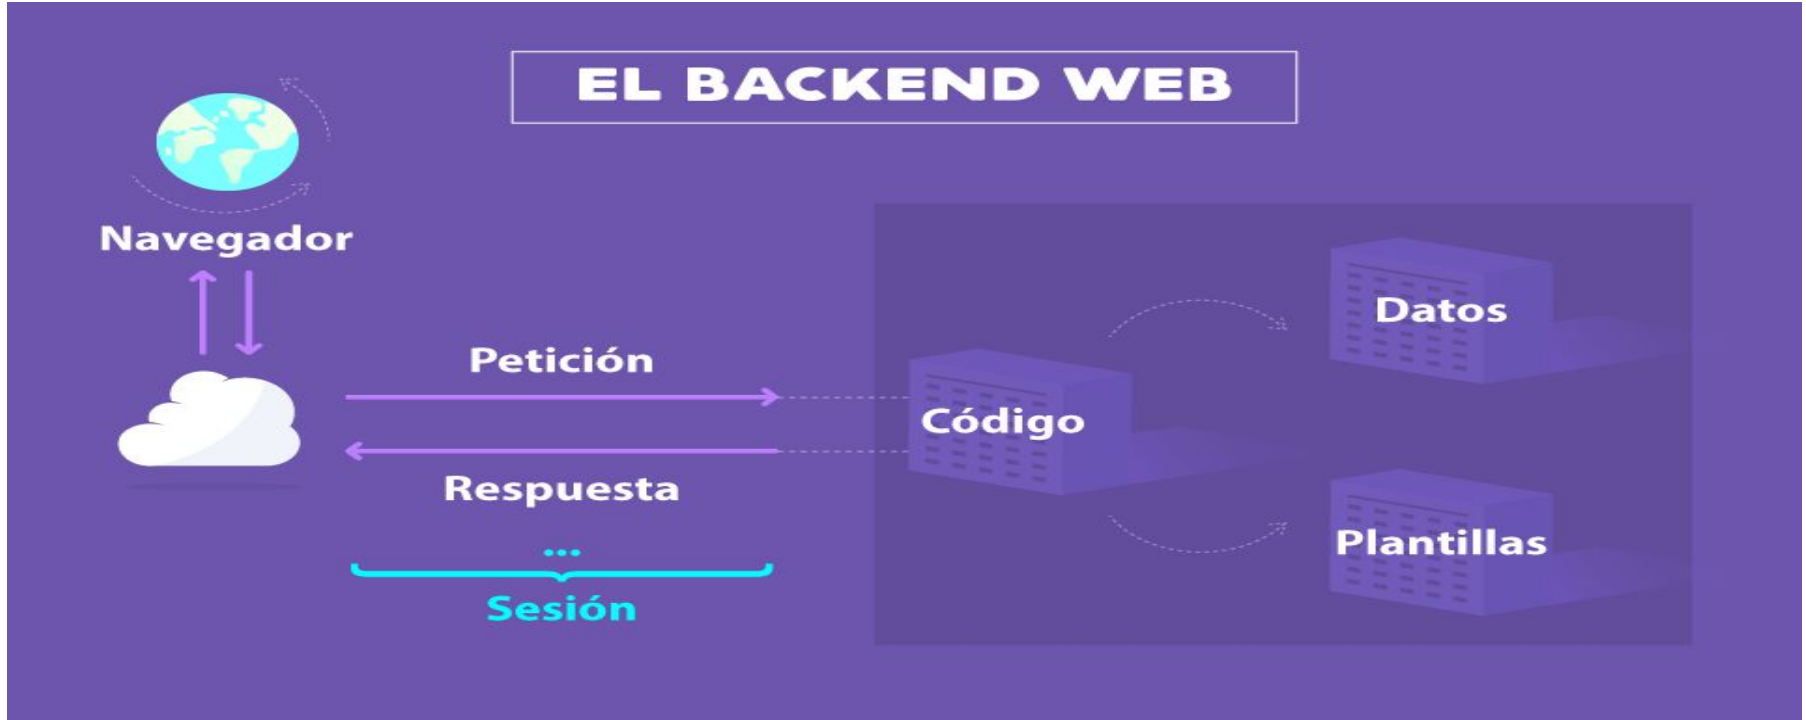 EL BACKEND WEB
Navegador
Petición
Respuesta
...
Sesión
Código
Datos
Plantillas